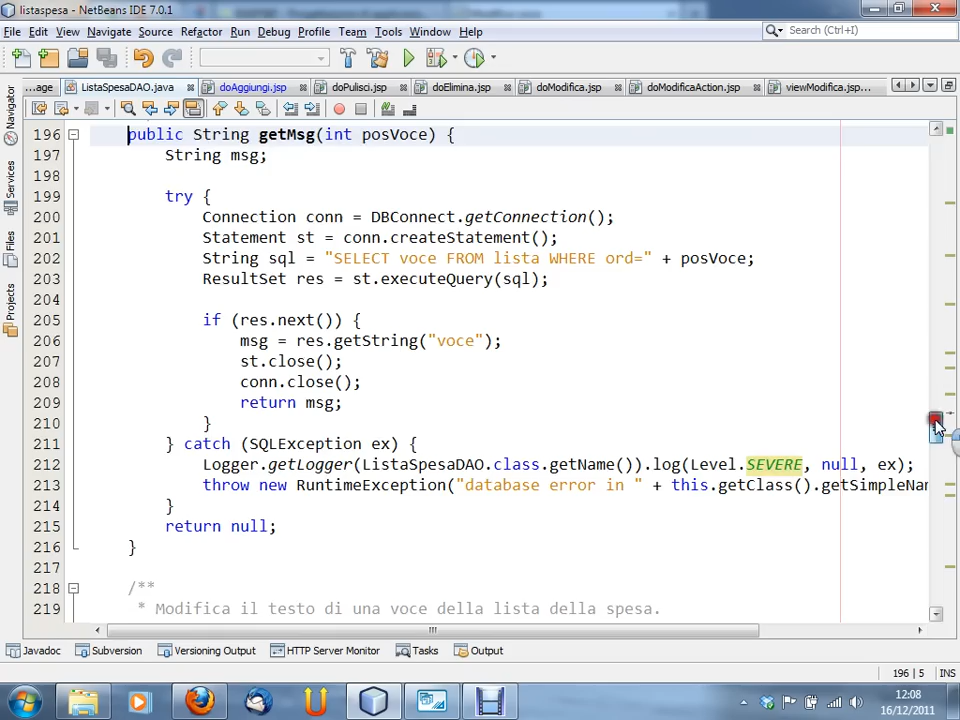 listaspesa - NetBeans IDE 7.0.1
File Edit View Navigate Source Refactor Run Debug Profile Team Tools Window Help
Search (Ctrl+I)
...age ListaSpesaDAO.java doAggiungi.jsp doPulisci.jsp doElimina.jsp doModifica.jsp doModificaAction.jsp viewModifica.jsp...
Navigator
Services
Files
Projects
196 public String getMsg(int posVoce) {
197 String msg;
198
199 try {
200 Connection conn = DBConnect.getConnection();
201 Statement st = conn.createStatement();
202 String sql = "SELECT voce FROM lista WHERE ord=" + posVoce;
203 ResultSet res = st.executeQuery(sql);
204
205 if (res.next()) {
206 msg = res.getString("voce");
207 st.close();
208 conn.close();
209 return msg;
210 }
211 } catch (SQLException ex) {
212 Logger.getLogger(ListaSpesaDAO.class.getName()).log(Level.SEVERE, null, ex);
213 throw new RuntimeException("database error in " + this.getClass().getSimpleNam
214 }
215 return null;
216 }
217
218 /**
219 * Modifica il testo di una voce della lista della spesa.
Javadoc Subversion Versioning Output HTTP Server Monitor Tasks Output
196 | 5 INS
12:08
16/12/2011